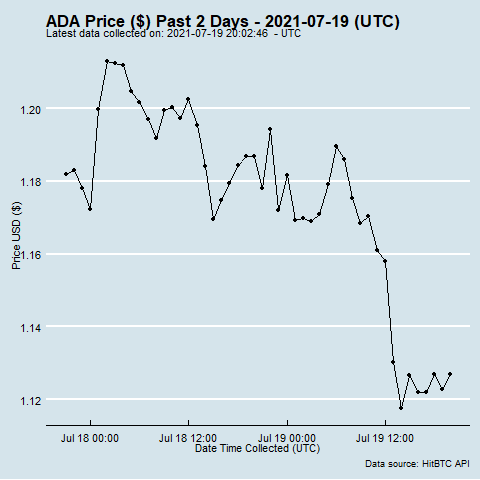 ADA Price ($) Past 2 Days - 2021-07-19 (UTC)
Latest data collected on: 2021-07-19 20:02:46 - UTC
1.20
1.18
1.16
1.14
1.12
Price USD ($)
Jul 18 00:00 Jul 18 12:00 Jul 19 00:00 Jul 19 12:00
Date Time Collected (UTC)
Data source: HitBTC API